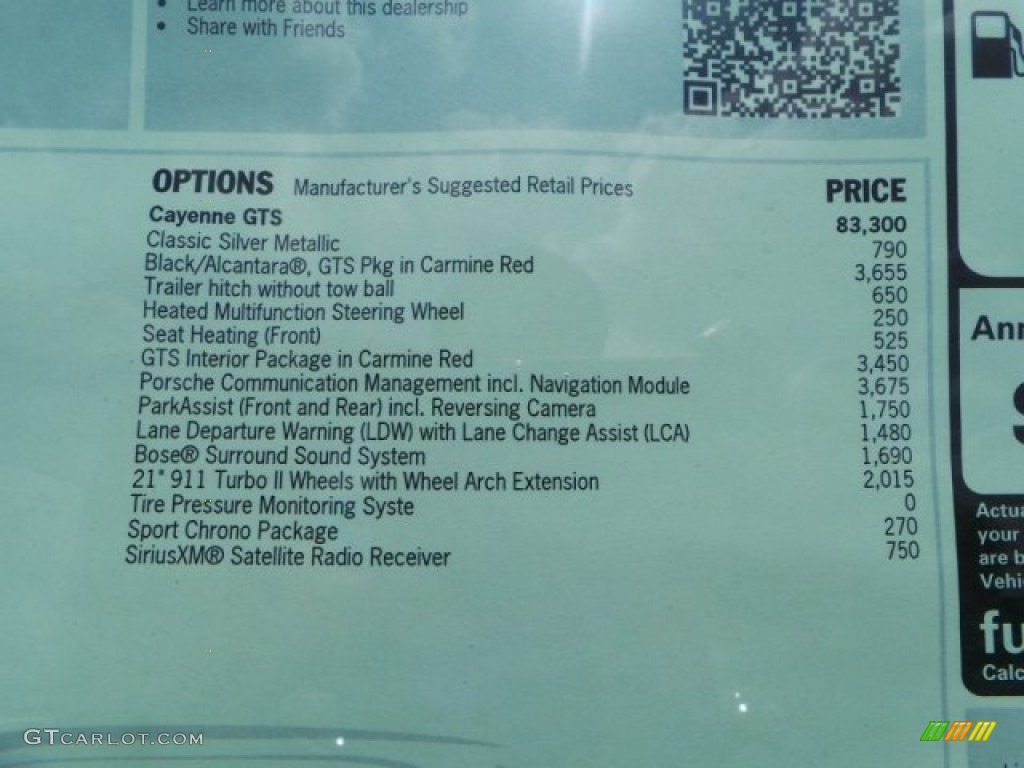 • Learn more about this dealership
• Share with Friends
OPTIONS Manufacturer's Suggested Retail Prices PRICE
Cayenne GTS 83,300
Classic Silver Metallic 790
Black/Alcantara®, GTS Pkg in Carmine Red 3,655
Trailer hitch without tow ball 650
Heated Multifunction Steering Wheel 250
Seat Heating (Front) 525
GTS Interior Package in Carmine Red 3,450
Porsche Communication Management incl. Navigation Module 3,675
ParkAssist (Front and Rear) incl. Reversing Camera 1,750
Lane Departure Warning (LDW) with Lane Change Assist (LCA) 1,480
Bose® Surround Sound System 1,690
21" 911 Turbo II Wheels with Wheel Arch Extension 2,015
Tire Pressure Monitoring Syste 0
Sport Chrono Package 270
SiriusXM® Satellite Radio Receiver 750
Ann
$
Actua
your
are b
Vehi
fu
Calc
GTCARLOT.COM